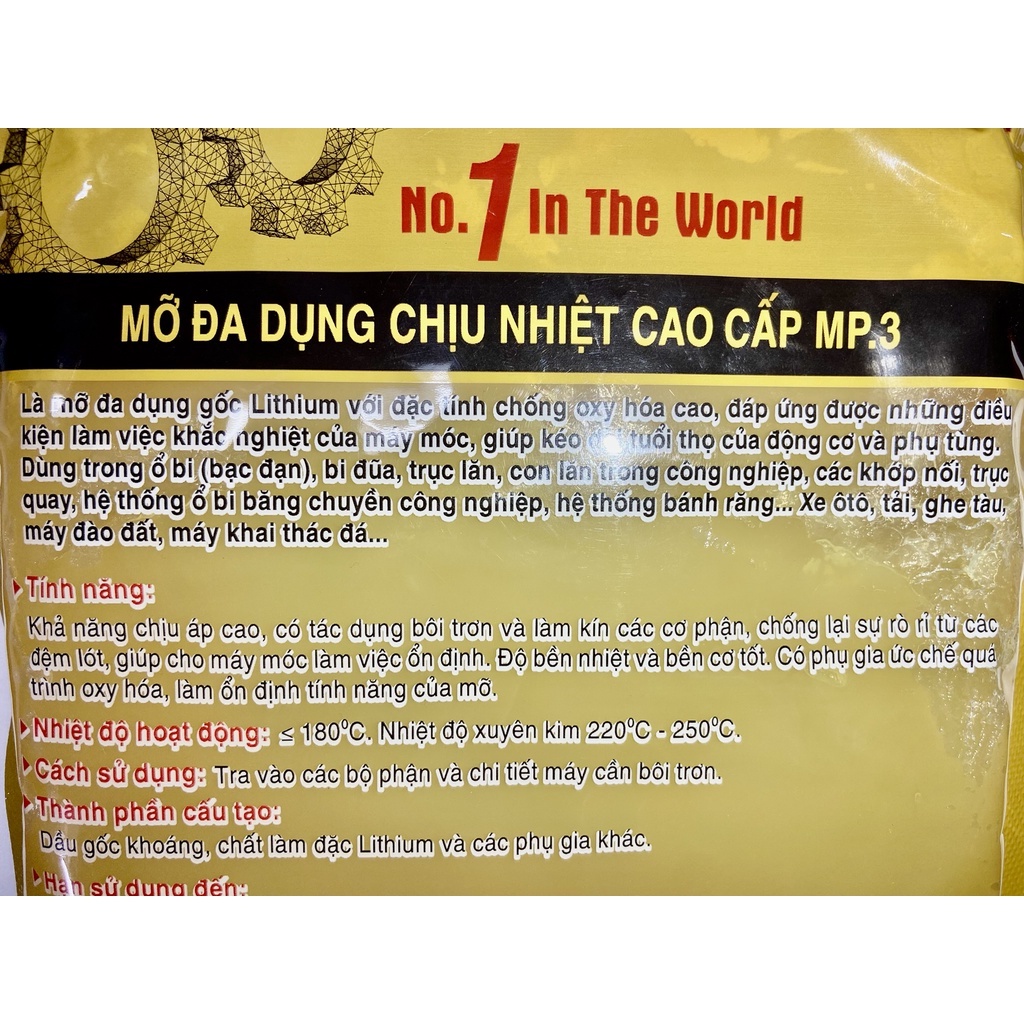 No.1 In The World
MỠ ĐA DỤNG CHỊU NHIỆT CAO CẤP MP.3
Là mỡ đa dụng gốc Lithium với đặc tính chống oxy hóa cao, đáp ứng được những điều
kiện làm việc khắc nghiệt của máy móc, giúp kéo dài tuổi thọ của động cơ và phụ tùng.
Dùng trong ổ bi (bạc đạn), bi đũa, trục lăn, con lăn trong công nghiệp, các khớp nối, trục
quay, hệ thống ổ bi băng chuyền công nghiệp, hệ thống bánh răng... Xe ôtô, tải, ghe tàu,
máy đào đất, máy khai thác đá...
Tính năng:
Khả năng chịu áp cao, có tác dụng bôi trơn và làm kín các cơ phận, chống lại sự rò rỉ từ các
đệm lót, giúp cho máy móc làm việc ổn định. Độ bền nhiệt và bền cơ tốt. Có phụ gia ức chế quá
trình oxy hóa, làm ổn định tính năng của mỡ.
Nhiệt độ hoạt động: ≤ 180⁰C. Nhiệt độ xuyên kim 220⁰C - 250⁰C.
Cách sử dụng: Tra vào các bộ phận và chi tiết máy cần bôi trơn.
Thành phần cấu tạo:
Dầu gốc khoáng, chất làm đặc Lithium và các phụ gia khác.
Hạn sử dụng đến: